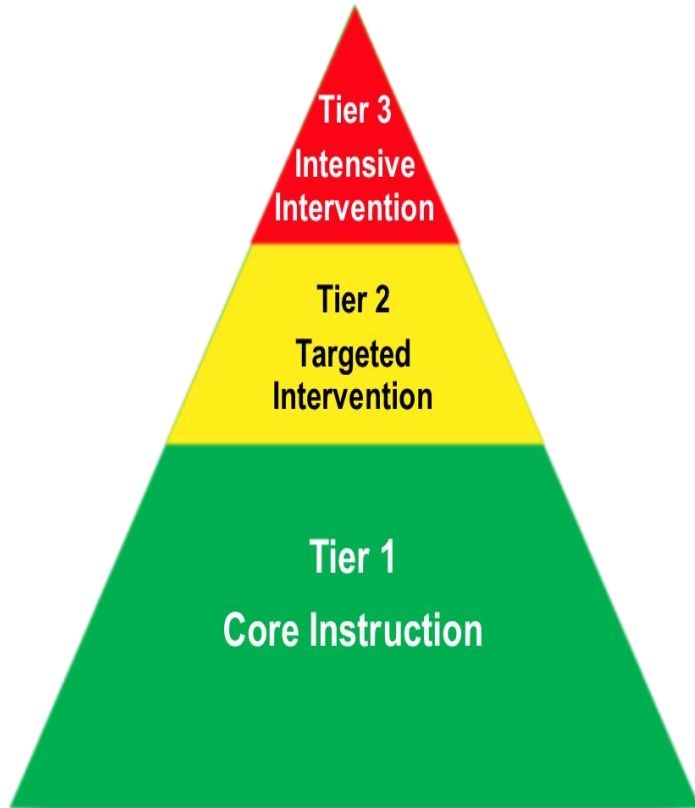 Tier 3
Intensive
Intervention
Tier 2
Targeted
Intervention
Tier 1
Core Instruction